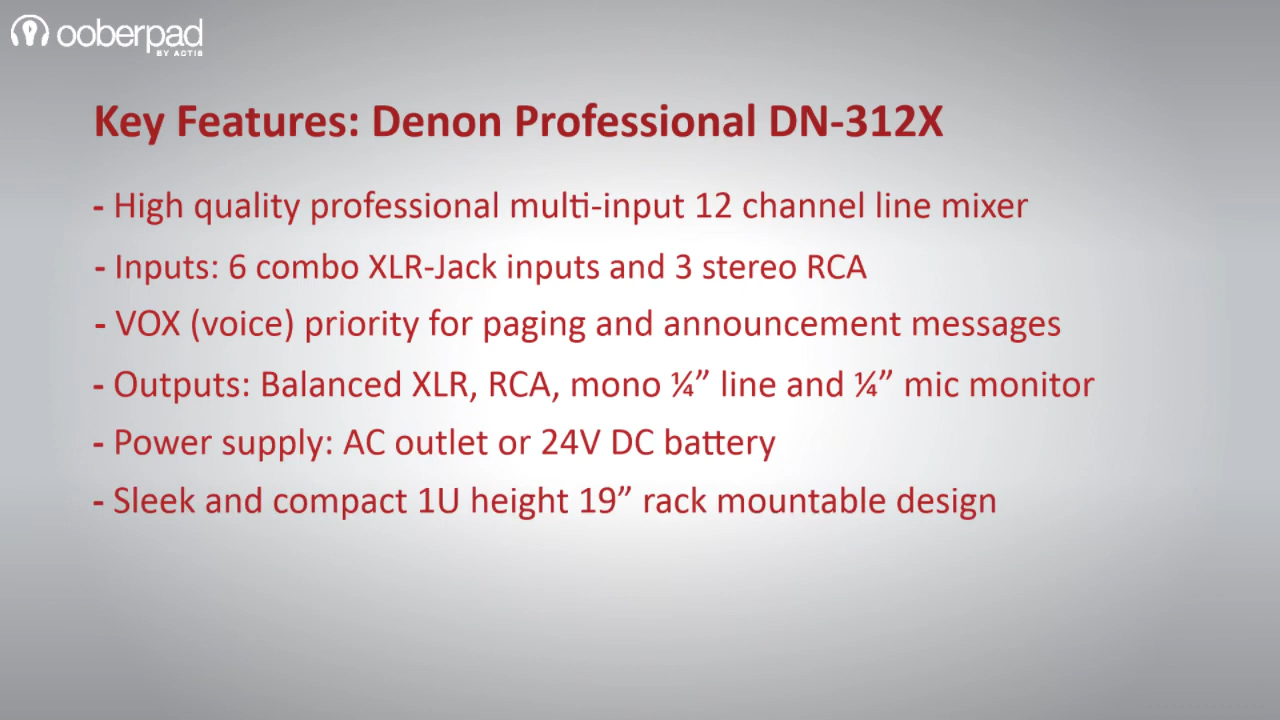 ooberpad
BY ACTIS
Key Features: Denon Professional DN-312X
- High quality professional multi-input 12 channel line mixer
- Inputs: 6 combo XLR-Jack inputs and 3 stereo RCA
- VOX (voice) priority for paging and announcement messages
- Outputs: Balanced XLR, RCA, mono ¼” line and ¼” mic monitor
- Power supply: AC outlet or 24V DC battery
- Sleek and compact 1U height 19” rack mountable design